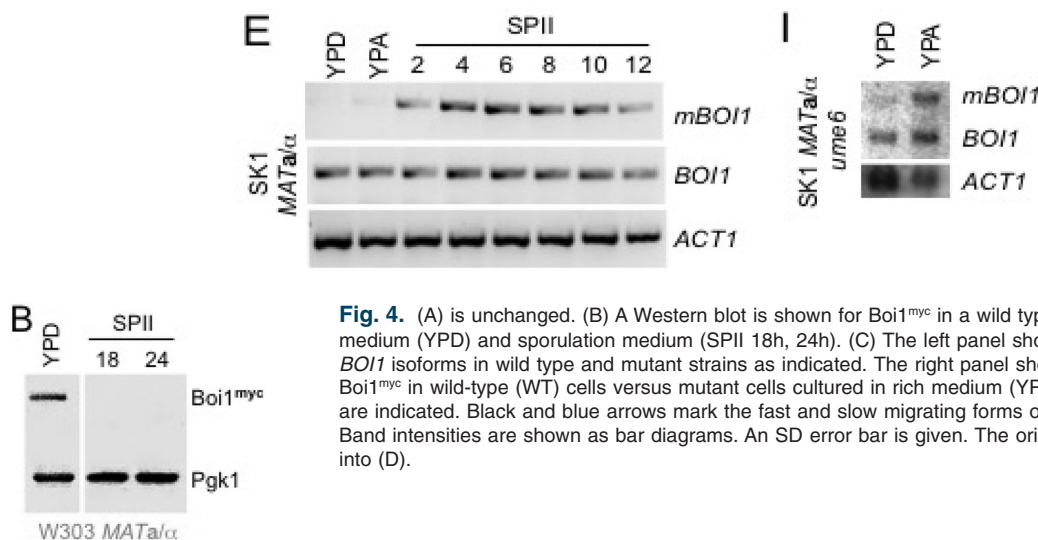 E
SPII
YPD YPA 2 4 6 8 10 12
mBOI1
BOI1
ACT1
SK1
MATa/α
I
YPD YPA
mBOI1
BOI1
ACT1
SK1 MATa/α
ume6
B
SPII
YPD 18 24
Boi1myc
Pgk1
W303 MATa/α
Fig. 4. (A) is unchanged. (B) A Western blot is shown for Boi1myc in a wild typ
medium (YPD) and sporulation medium (SPII 18h, 24h). (C) The left panel sho
BOI1 isoforms in wild type and mutant strains as indicated. The right panel sho
Boi1myc in wild-type (WT) cells versus mutant cells cultured in rich medium (YP
are indicated. Black and blue arrows mark the fast and slow migrating forms o
Band intensities are shown as bar diagrams. An SD error bar is given. The ori
into (D).